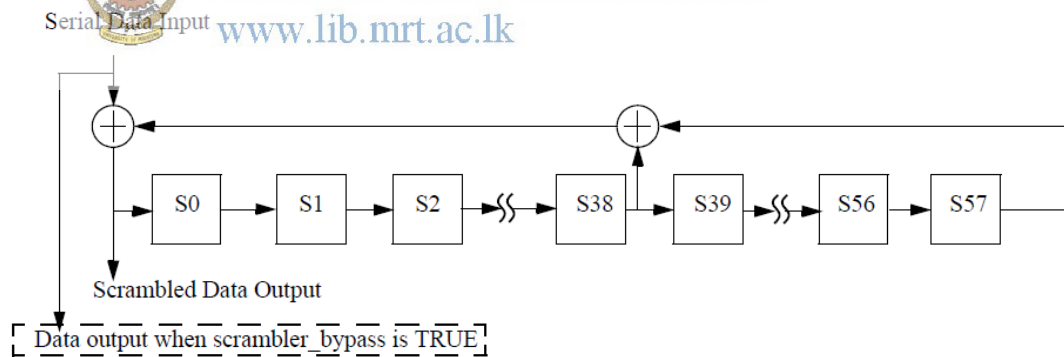 Serial Data Input
www.lib.mrt.ac.lk
S0 S1 S2 S38 S39 S56 S57
Scrambled Data Output
Data output when scrambler_bypass is TRUE